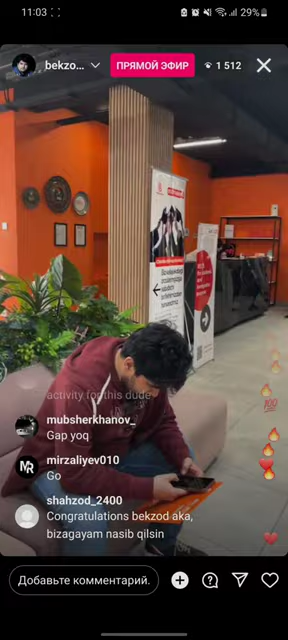 11:03
29%
bekzo...
ПРЯМОЙ ЭФИР
1 512
activity for this dude
mubsherkhanov_
Gap yoq
mirzaliyev010
Go
shahzod_2400
Congratulations bekzod aka,
bizagayam nasib qilsin
Добавьте комментарий.